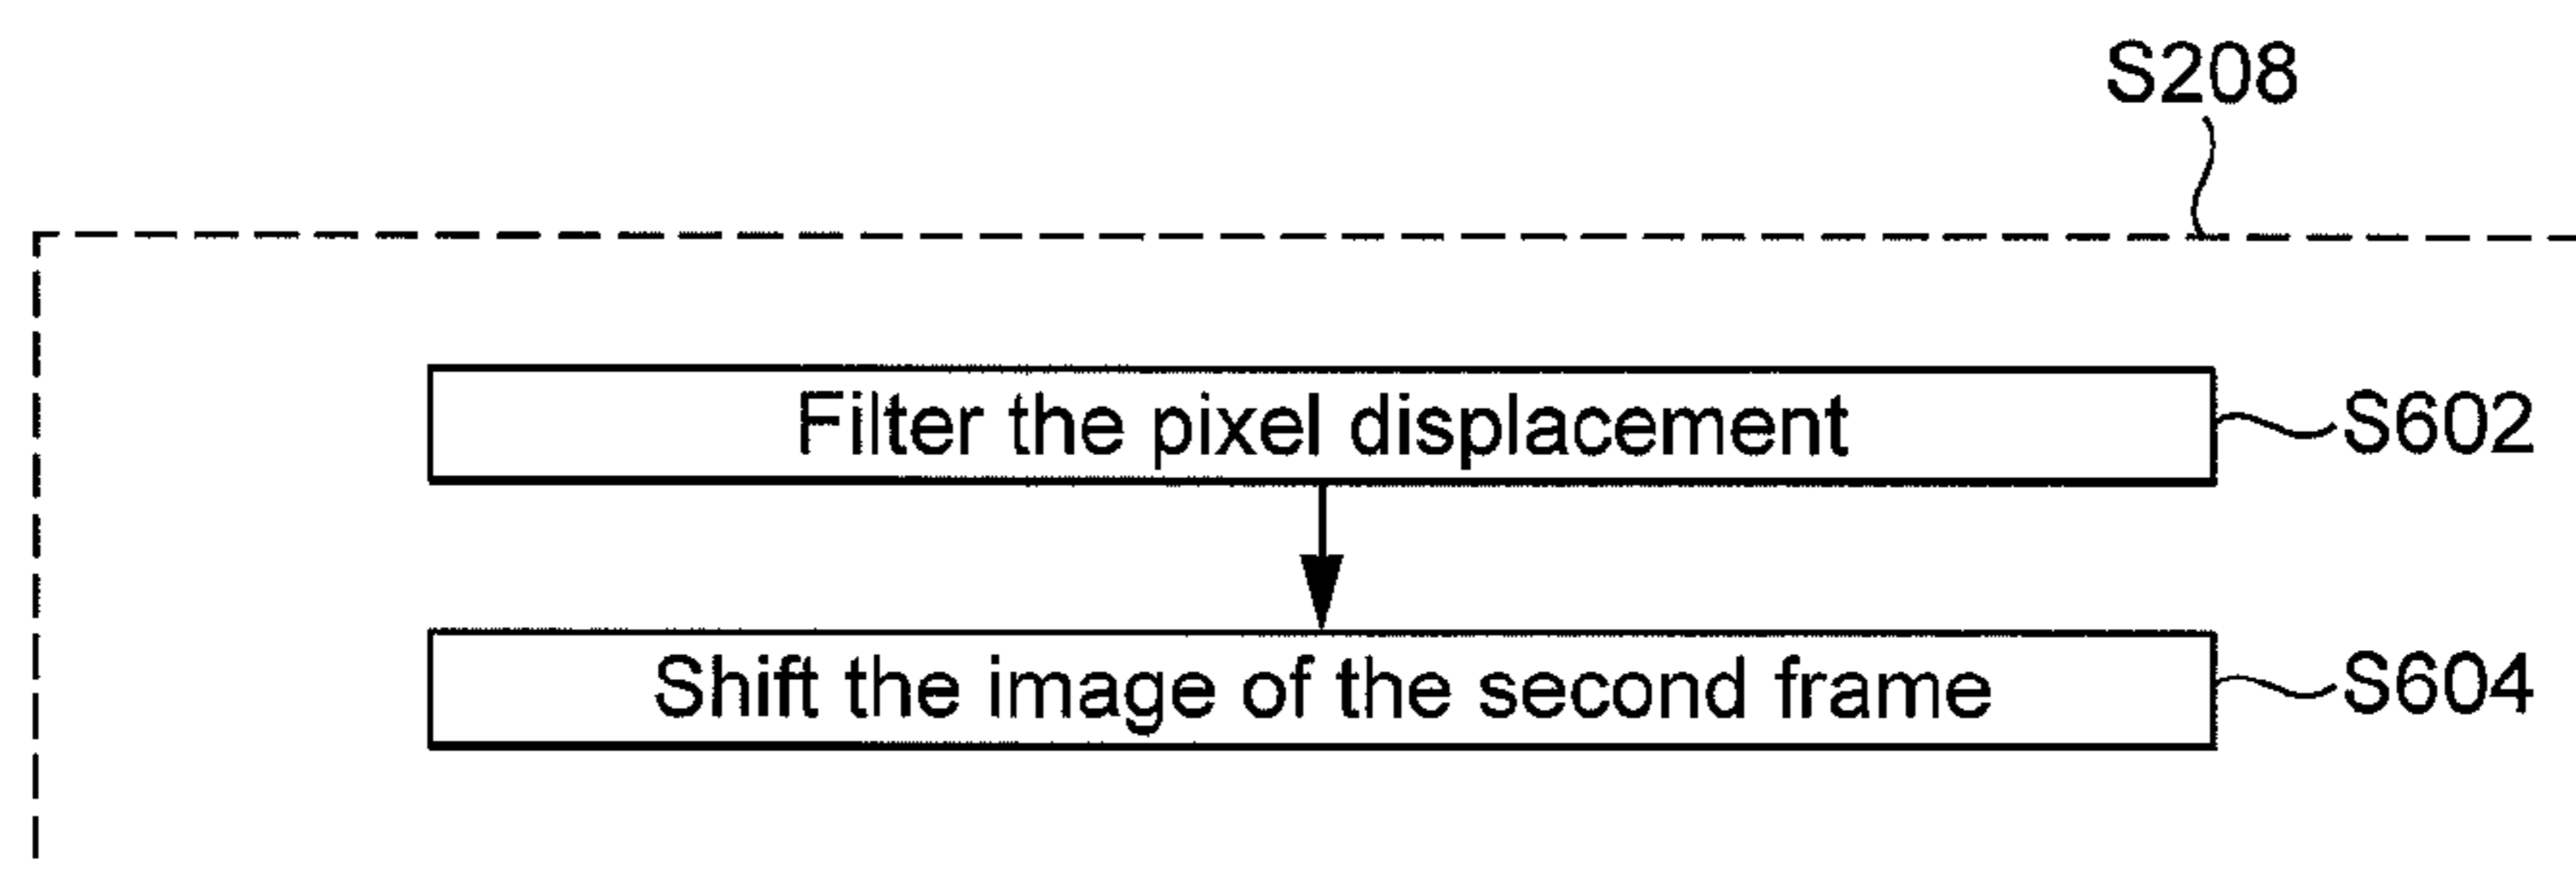 S208
Filter the pixel displacement S602
Shift the image of the second frame S604